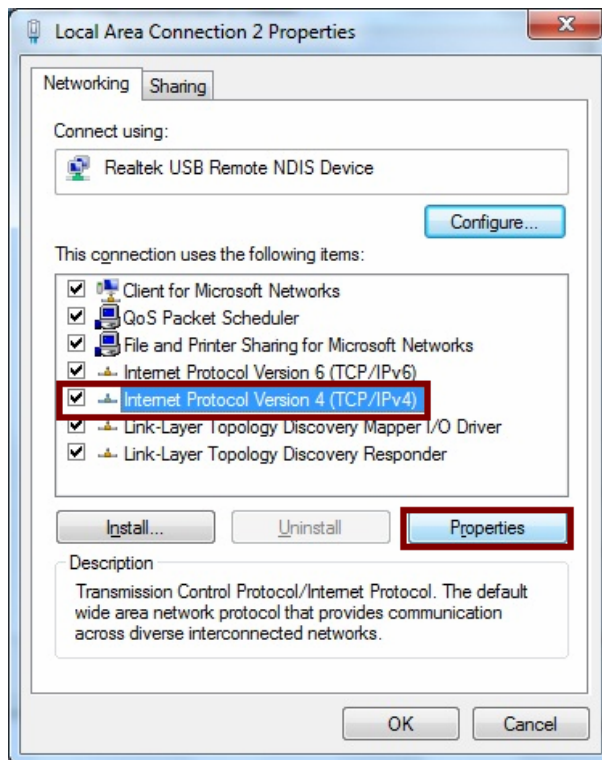 Local Area Connection 2 Properties
Networking
Sharing
Connect using:
Realtek USB Remote NDIS Device
Configure...
This connection uses the following items:
Client for Microsoft Networks
QoS Packet Scheduler
File and Printer Sharing for Microsoft Networks
Internet Protocol Version 6 (TCP/IPv6)
Internet Protocol Version 4 (TCP/IPv4)
Link-Layer Topology Discovery Mapper I/O Driver
Link-Layer Topology Discovery Responder
Install...
Uninstall
Properties
Description
Transmission Control Protocol/Internet Protocol. The default
wide area network protocol that provides communication
across diverse interconnected networks.
OK
Cancel